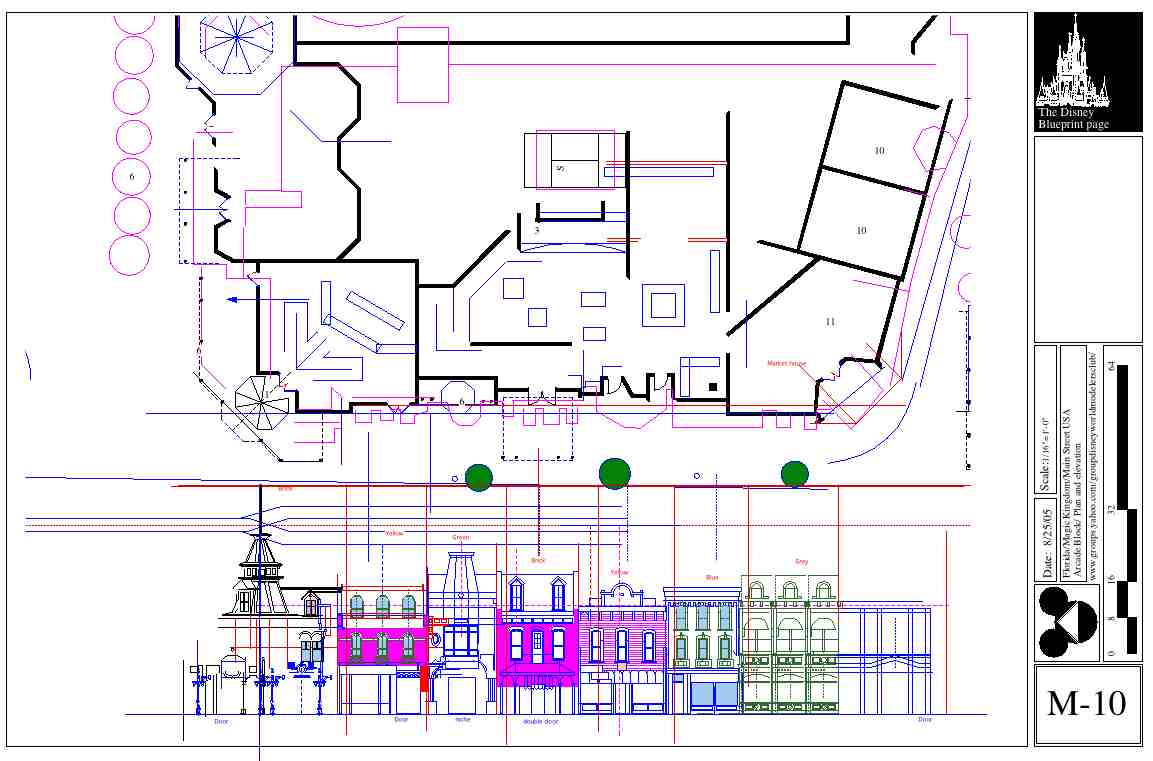 The Disney
Blueprint page
6
S
3
10
10
11
Market house
1
6
Brick
Yellow
Green
Brick
Yellow
Blue
Grey
Door
Door
niche
double door
Door
Scale:1/16"=1'-0"
Date: 8/25/05
Florida/Magic Kingdom/Main Street USA
Arcade Block/ Plan and elevation
www.groups.yahoo.com/group/disneyworldmodelersclub/
64
32
16
8
0
M-10